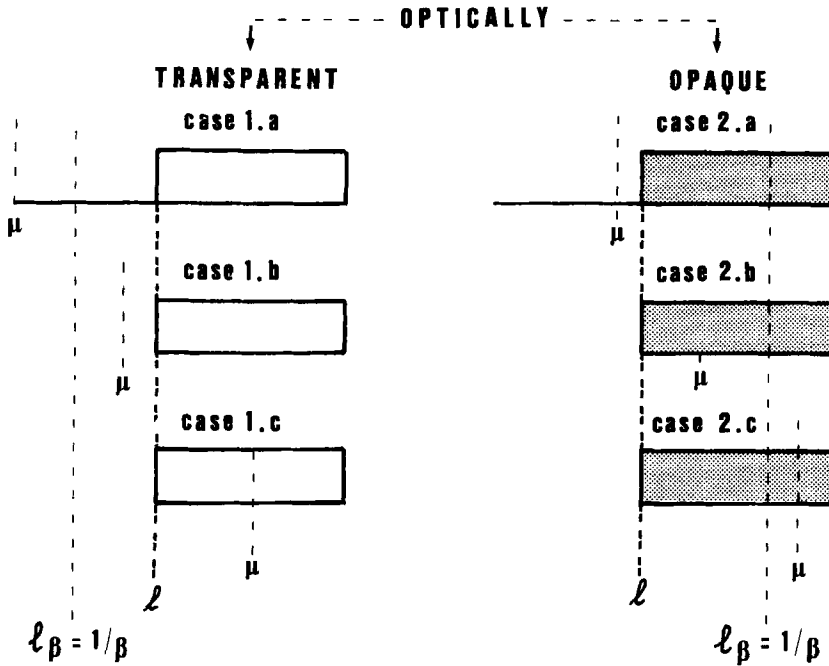 OPTICALLY
TRANSPARENT OPAQUE
case 1.a case 2.a
μ μ
case 1.b case 2.b
μ μ
case 1.c case 2.c
μ μ
ℓ ℓ
ℓβ = 1/β ℓβ = 1/β